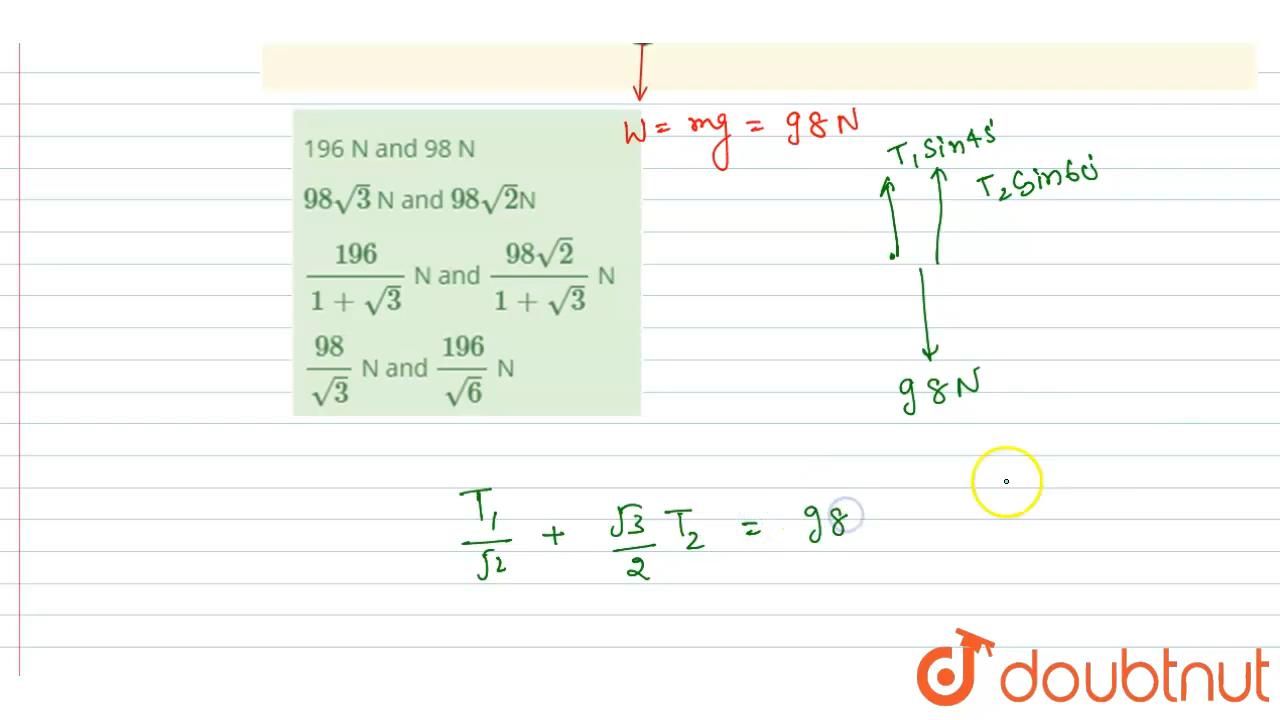 W = mg = 98 N
196 N and 98 N
98√3 N and 98√2N
196/(1 + √3) N and 98√2/(1 + √3) N
98/√3 N and 196/√6 N
T₁ Sin45°
T₂ Sin60°
98 N
T₁/√2 + √3/2 T₂ = 98
doubtnut